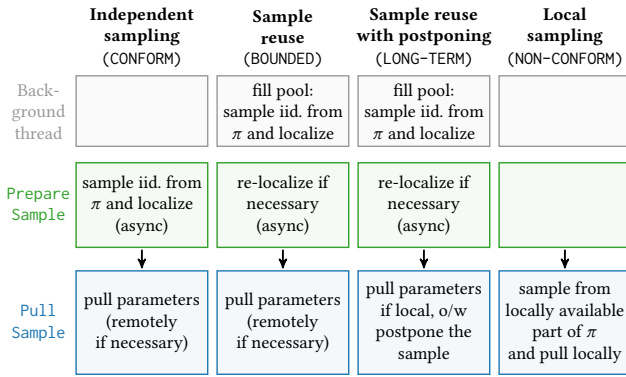 Independent
sampling
(CONFORM)
Sample
reuse
(BOUNDED)
Sample reuse
with postponing
(LONG-TERM)
Local
sampling
(NON-CONFORM)
Back-
ground
thread
fill pool:
sample iid. from
π and localize
fill pool:
sample iid. from
π and localize
Prepare
Sample
sample iid. from
π and localize
(async)
re-localize if
necessary
(async)
re-localize if
necessary
(async)
Pull
Sample
pull parameters
(remotely
if necessary)
pull parameters
(remotely
if necessary)
pull parameters
if local, o/w
postpone the
sample
sample from
locally available
part of π
and pull locally